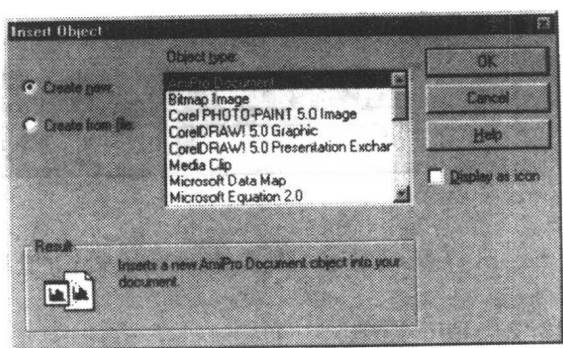 Insert Object
Object type:
Create new:
Create from file:
AmiPro Document
Bitmap Image
Corel PHOTO-PAINT 5.0 Image
CorelDRAW! 5.0 Graphic
CorelDRAW! 5.0 Presentation Exchan
Media Clip
Microsoft Data Map
Microsoft Equation 2.0
OK
Cancel
Help
Display as icon
Result
Inserts a new AmiPro Document object into your
document.